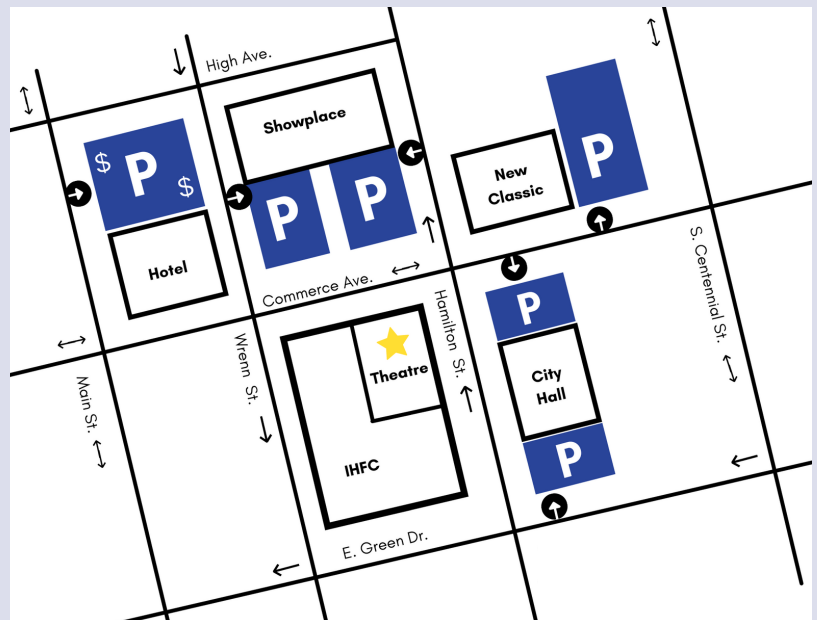 High Ave.
Showplace
$
P
$
P
P
New
Classic
P
Hotel
Commerce Ave.
S. Centennial St.
P
Hamilton St.
Wrenn St.
Theatre
Main St.
City
Hall
IHFC
P
E. Green Dr.